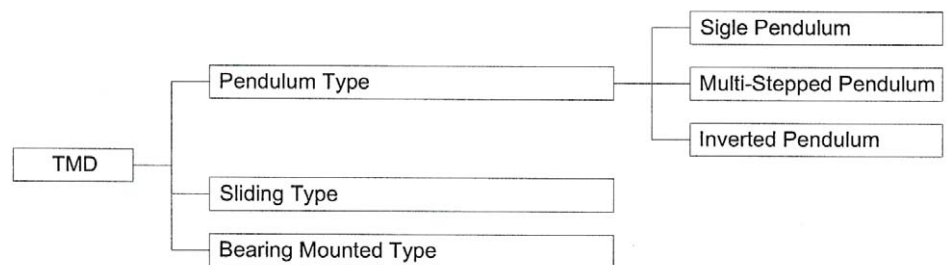 Sigle Pendulum
Pendulum Type
Multi-Stepped Pendulum
Inverted Pendulum
TMD
Sliding Type
Bearing Mounted Type